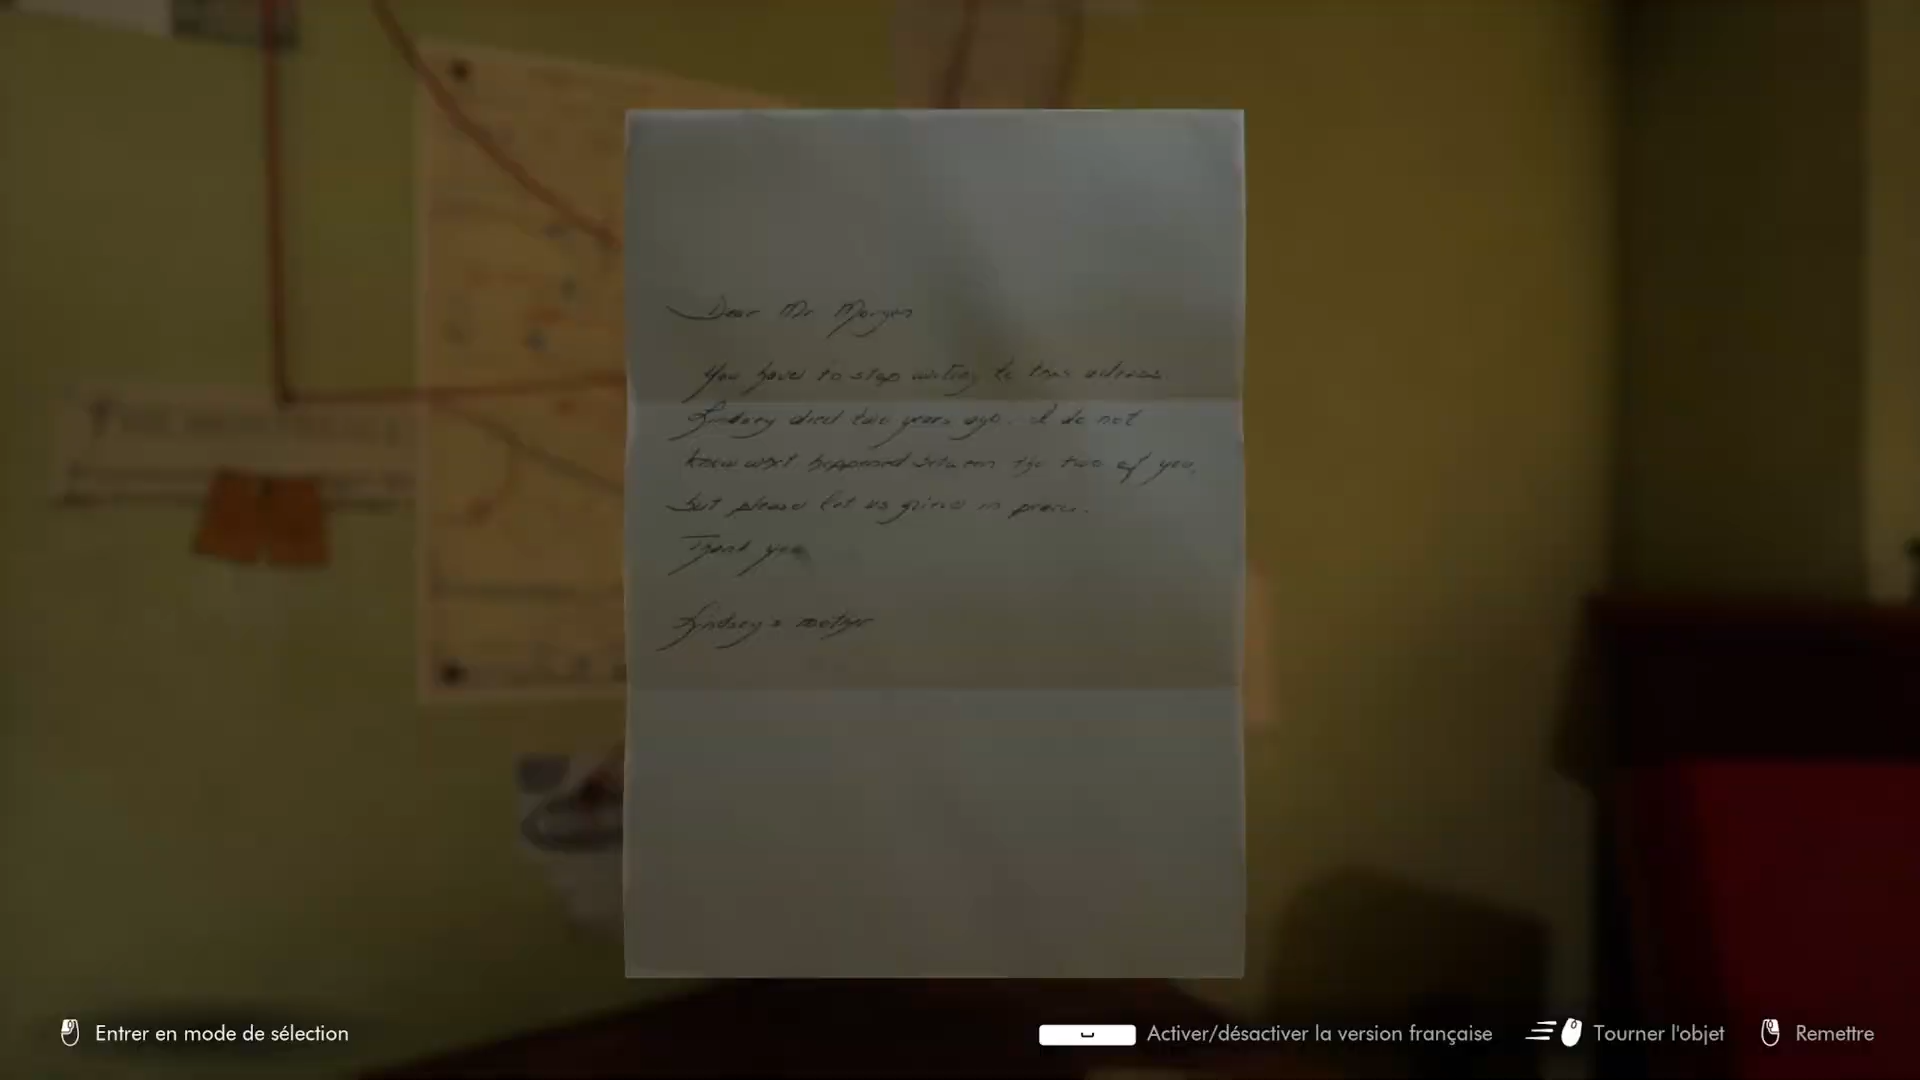 Dear Mr Morgan
You have to stop writing to this address.
Lindsey died two years ago. I do not
know what happened between the two of you,
but please let us grieve in peace.
Thank you
Lindsey's mother
Entrer en mode de sélection
Activer/désactiver la version française
Tourner l'objet
Remettre